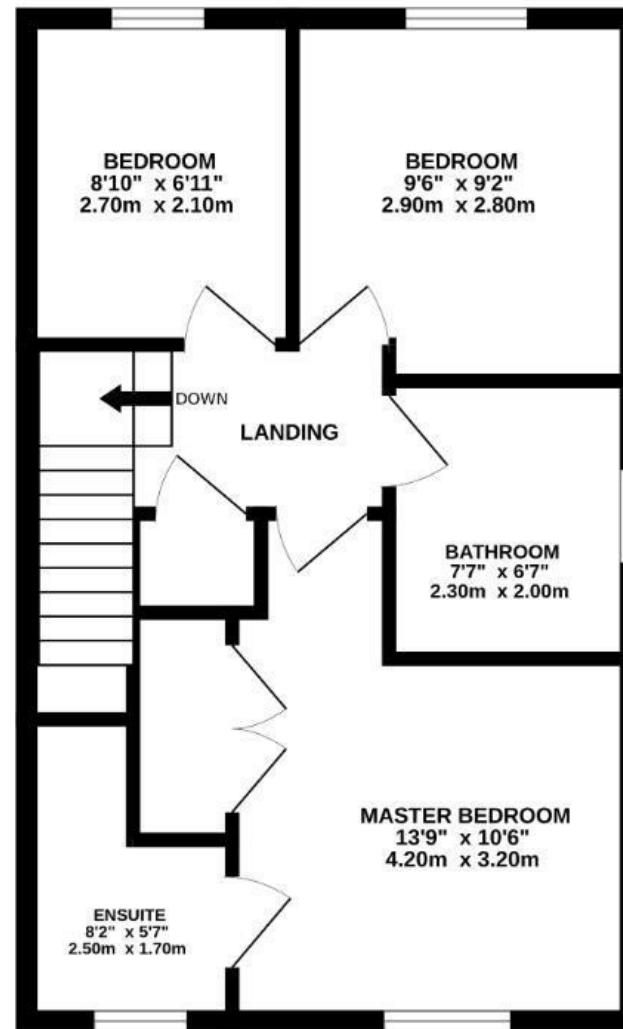 BEDROOM
8'10" x 6'11"
2.70m x 2.10m
BEDROOM
9'6" x 9'2"
2.90m x 2.80m
DOWN
LANDING
BATHROOM
7'7" x 6'7"
2.30m x 2.00m
MASTER BEDROOM
13'9" x 10'6"
4.20m x 3.20m
ENSUITE
8'2" x 5'7"
2.50m x 1.70m